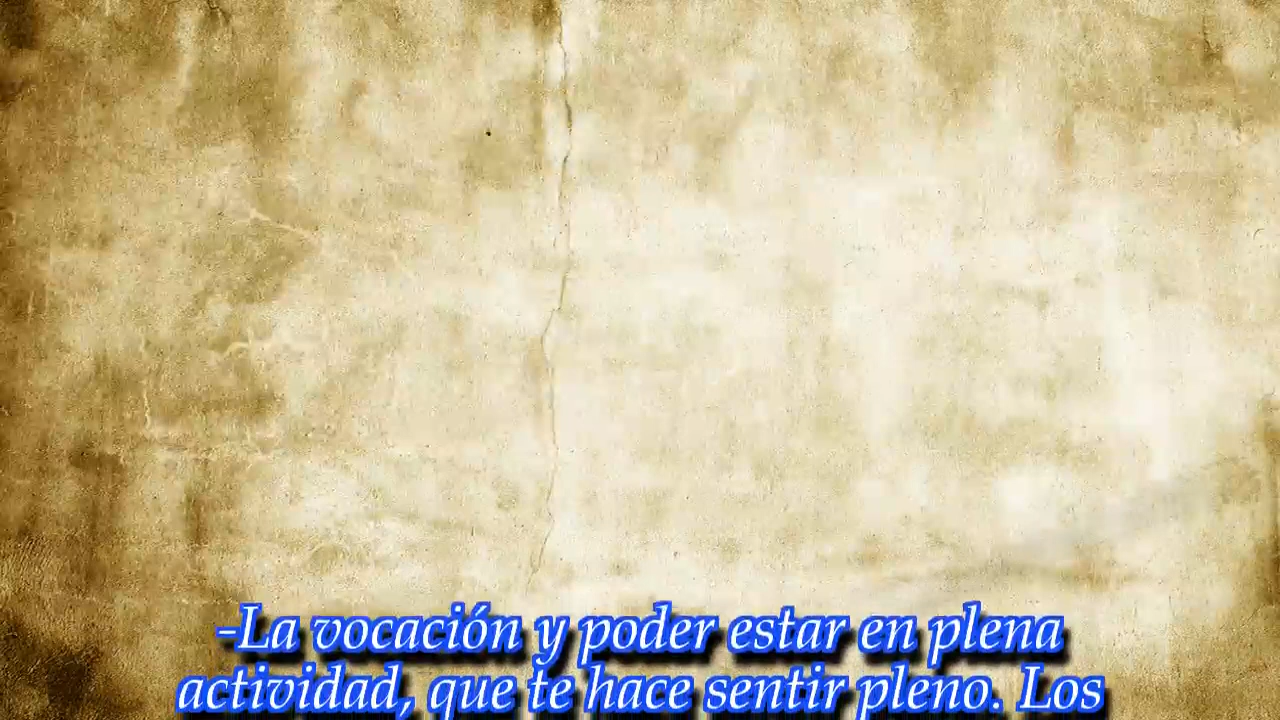 -La vocación y poder estar en plena
actividad, que te hace sentir pleno. Los